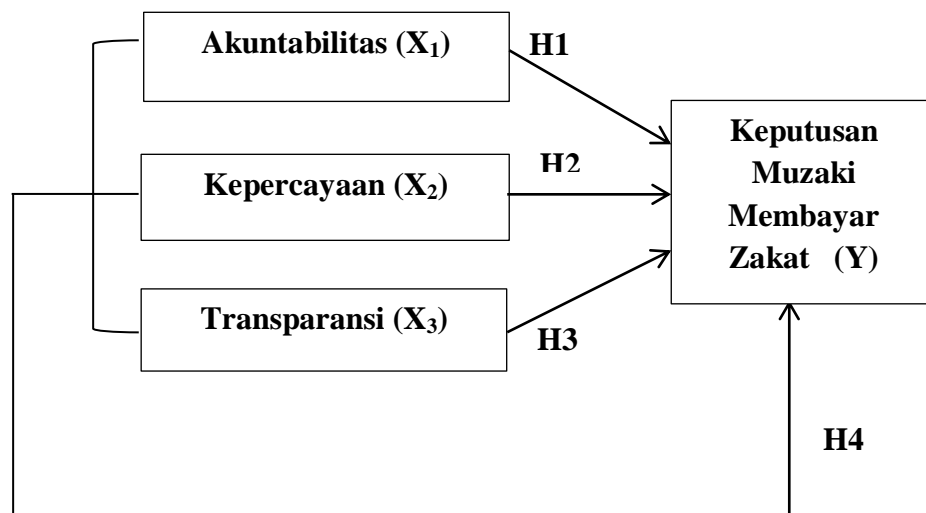 Akuntabilitas (X₁)
H1
Keputusan
Muzaki
Membayar
Zakat (Y)
H2
Kepercayaan (X₂)
Transparansi (X₃)
H3
H4